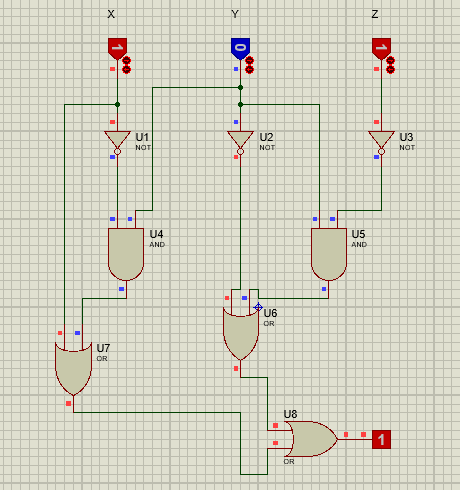 X Y Z
1 0 1
U1 U2 U3
NOT NOT NOT
U4 U5
AND AND
U6
OR
U7
OR
U8
1
OR